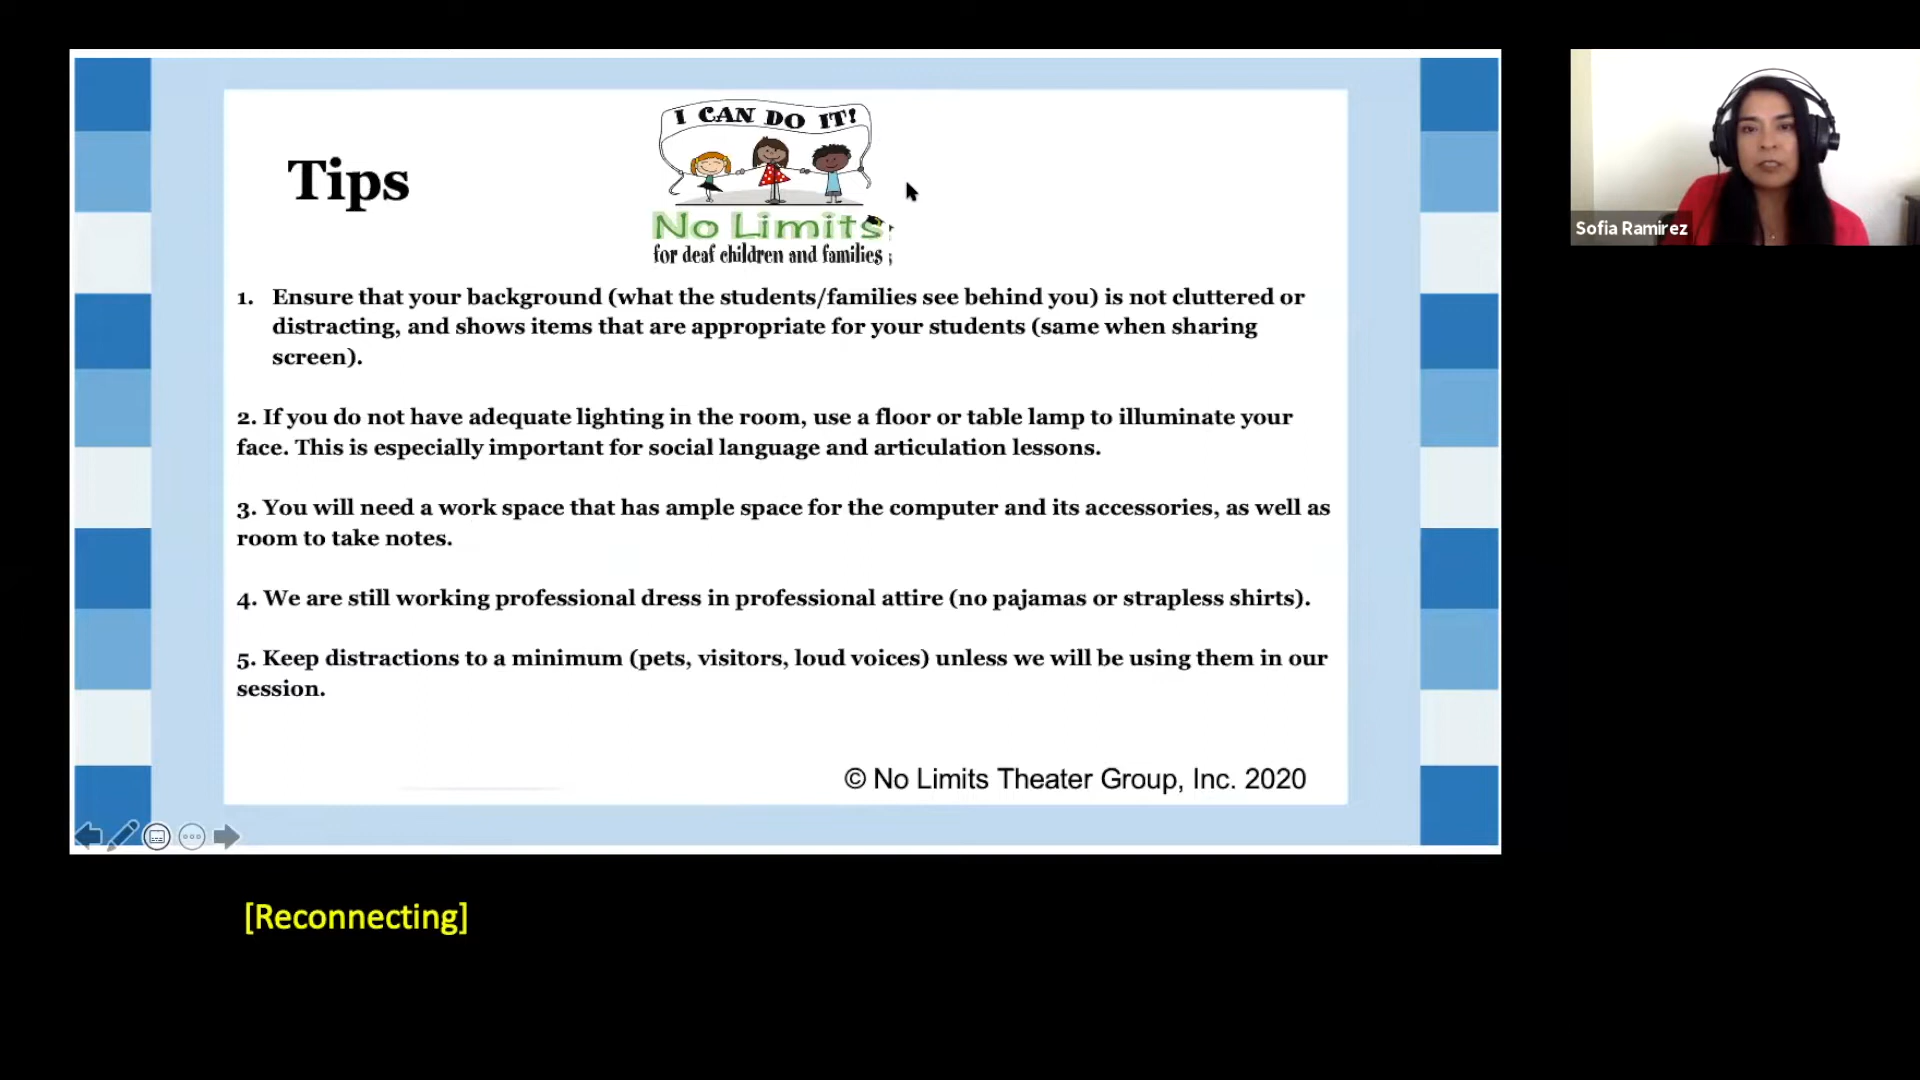 I CAN DO IT!
Tips
No Limits
for deaf children and families
1. Ensure that your background (what the students/families see behind you) is not cluttered or
distracting, and shows items that are appropriate for your students (same when sharing
screen).
2. If you do not have adequate lighting in the room, use a floor or table lamp to illuminate your
face. This is especially important for social language and articulation lessons.
3. You will need a work space that has ample space for the computer and its accessories, as well as
room to take notes.
4. We are still working professional dress in professional attire (no pajamas or strapless shirts).
5. Keep distractions to a minimum (pets, visitors, loud voices) unless we will be using them in our
session.
© No Limits Theater Group, Inc. 2020
Sofia Ramirez
[Reconnecting]